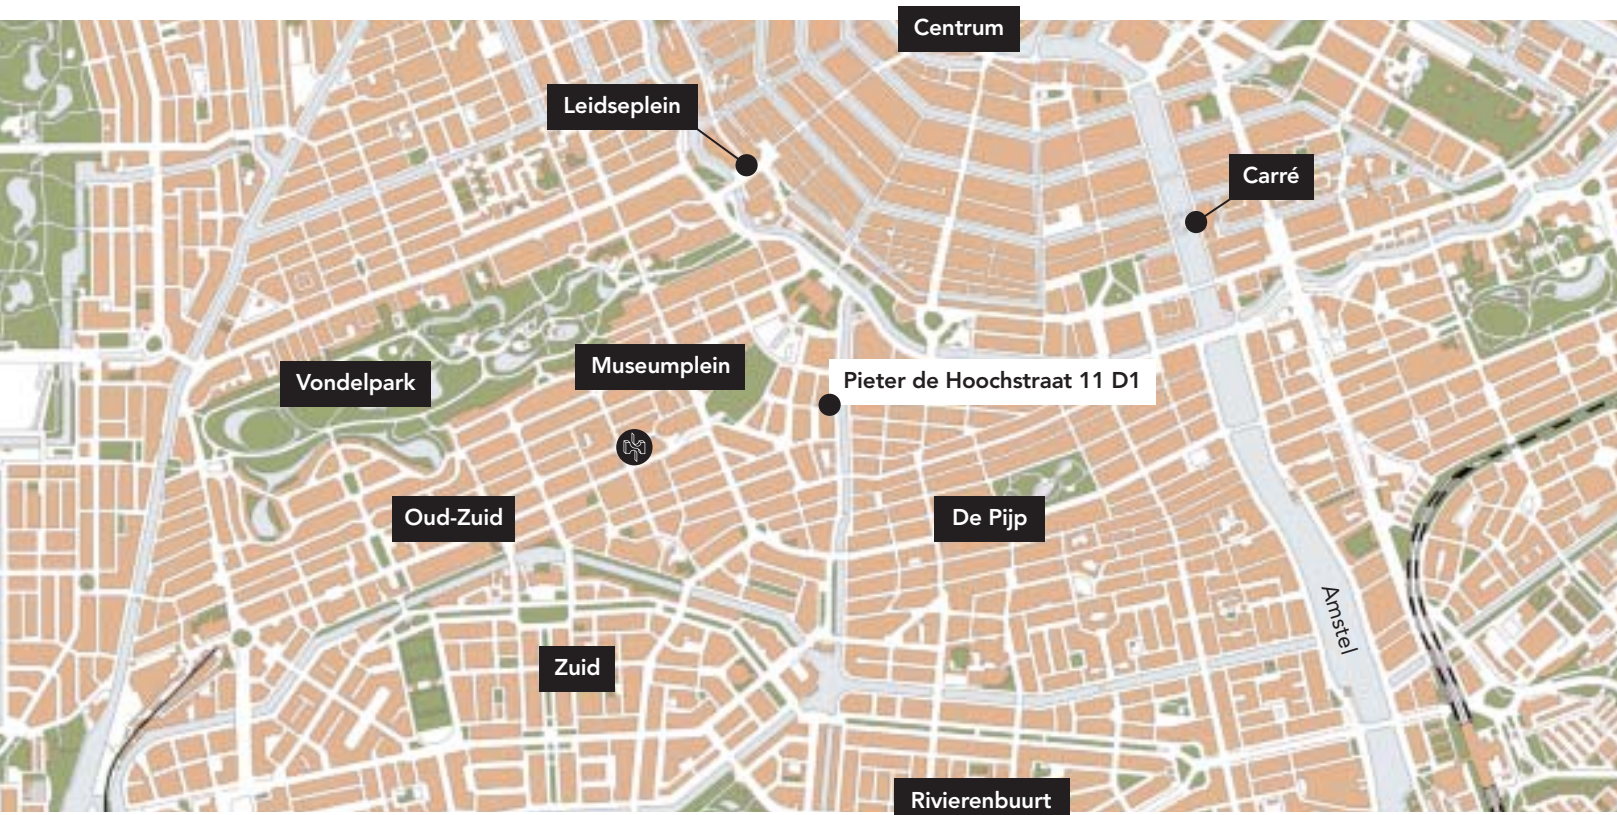 Centrum
Leidseplein
Carré
Museumplein
Pieter de Hoochstraat 11 D1
Vondelpark
Oud-Zuid
De Pijp
Amstel
Zuid
Rivierenbuurt